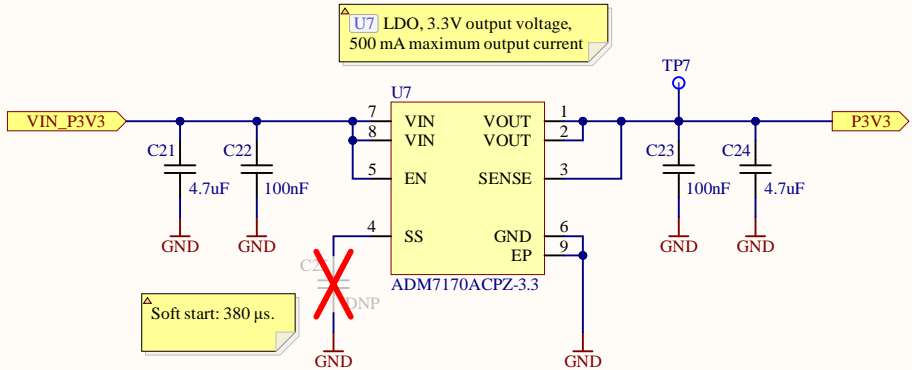 U7 LDO, 3.3V output voltage,
500 mA maximum output current
TP7
U7
VIN_P3V3
7 VIN VOUT 1
8 VIN VOUT 2
P3V3
C21 C22 C23 C24
4.7uF 100nF 100nF 4.7uF
5 EN SENSE 3
4 SS GND 6
EP 9
GND GND GND GND
DNP
ADM7170ACPZ-3.3
Soft start: 380 µs.
GND GND